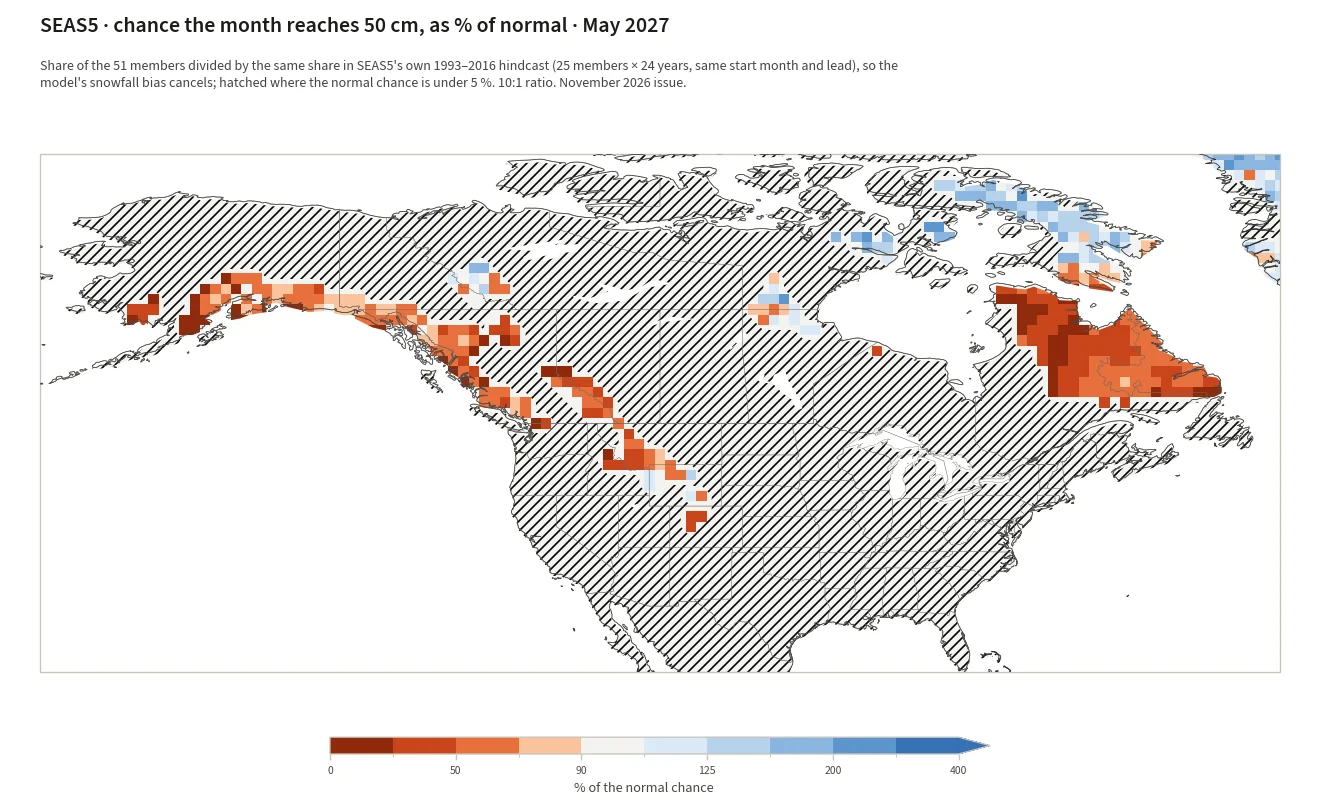 SEAS5 · chance the month reaches 50 cm, as % of normal · May 2027
Share of the 51 members divided by the same share in SEAS5's own 1993–2016 hindcast (25 members × 24 years, same start month and lead), so the
model's snowfall bias cancels; hatched where the normal chance is under 5 %. 10:1 ratio. November 2026 issue.
0 50 90 125 200 400
% of the normal chance